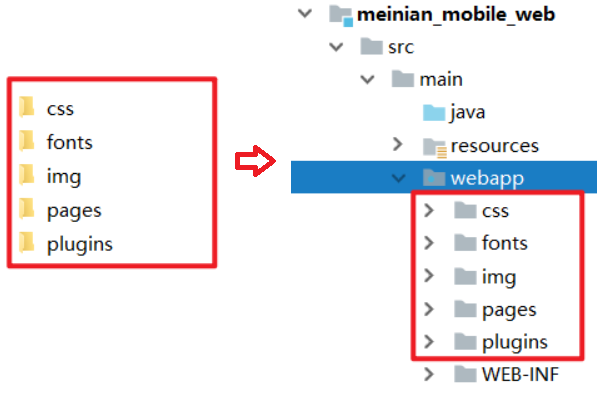 css
fonts
img
pages
plugins
meinian_mobile_web
src
main
java
resources
webapp
css
fonts
img
pages
plugins
WEB-INF